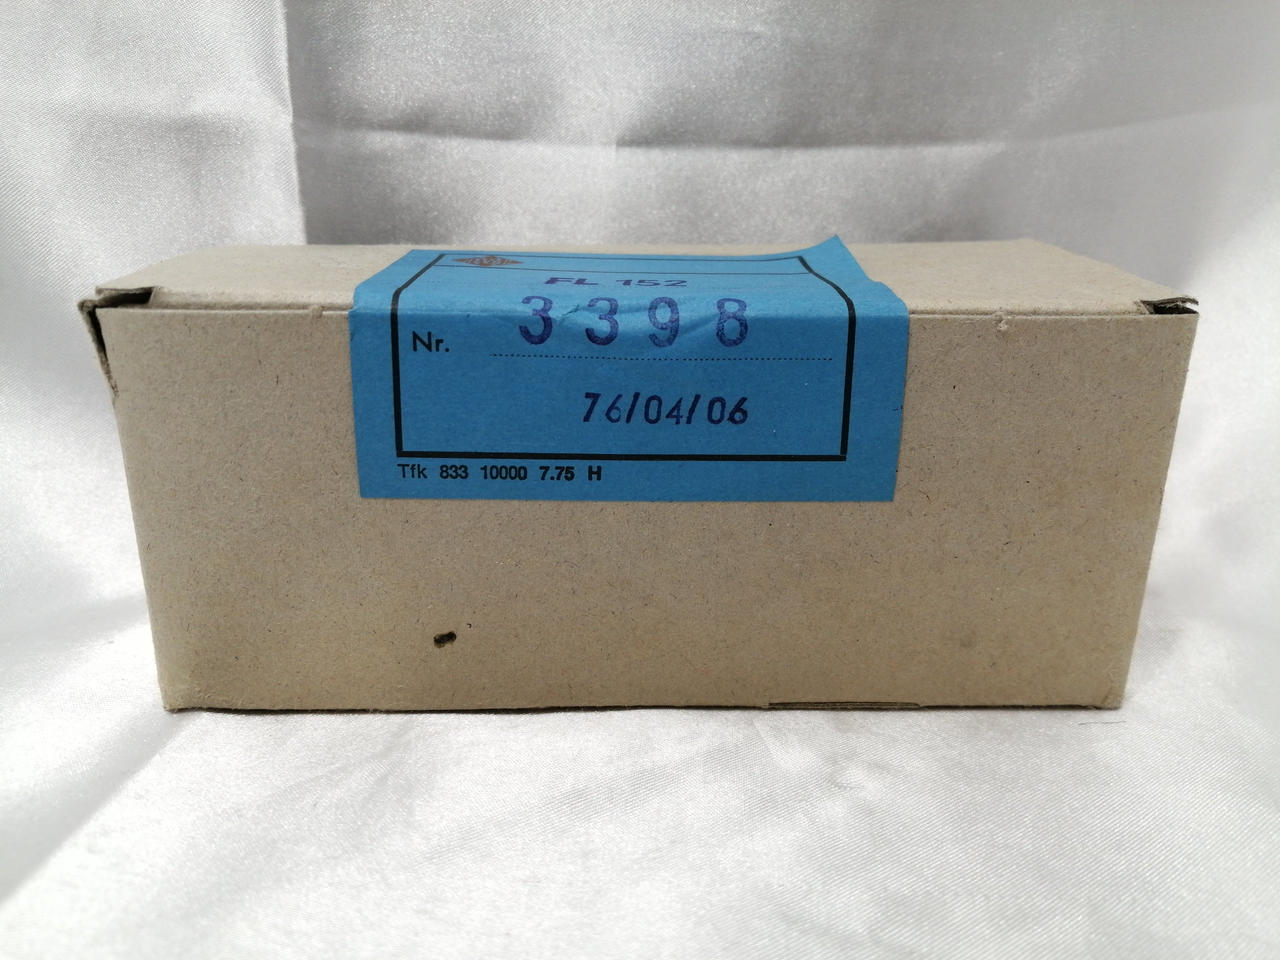 FL 152
3398
Nr.
76/04/06
Tfk 833 10000 7.75 H